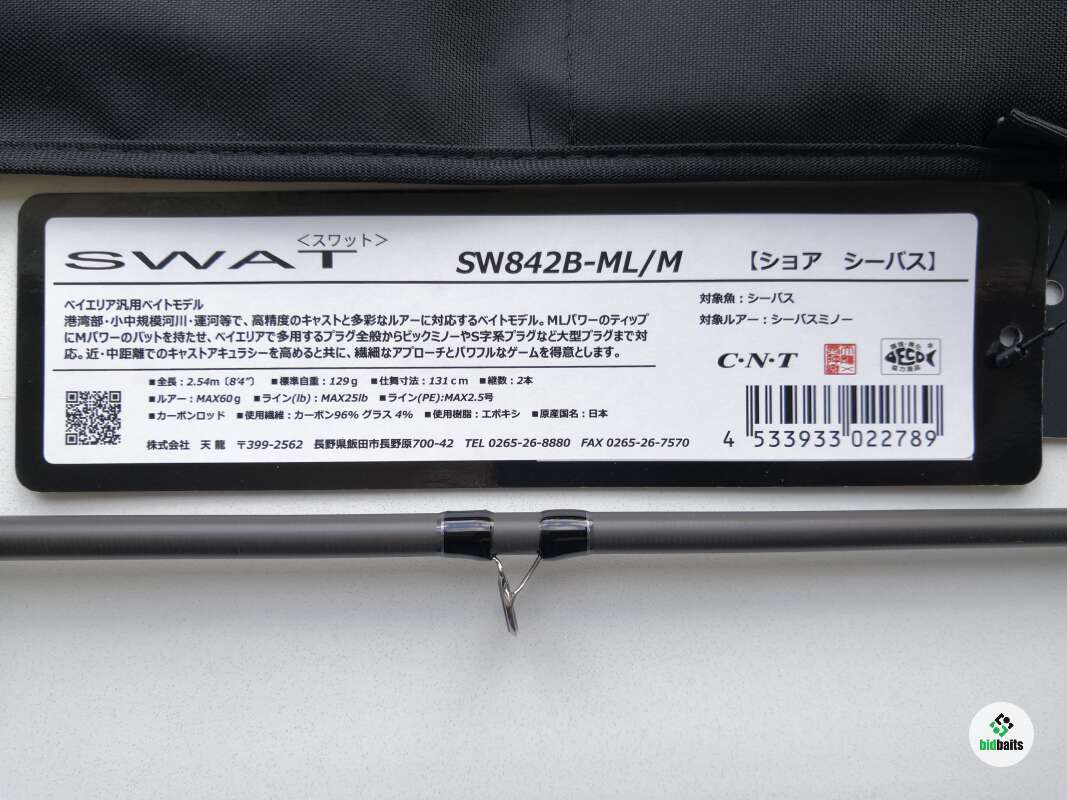 <スワット>
SWAT SW842B-ML/M 【ショア シーバス】
ベイエリア汎用ベイトモデル
港湾部・小中規模河川・運河等で、高精度のキャストと多彩なルアーに対応するベイトモデル。MLパワーのティップ
にMパワーのバットを持たせ、ベイエリアで多用するプラグ全般からビックミノーやS字系プラグなど大型プラグまで対
応。近・中距離でのキャストアキュラシーを高めると共に、繊細なアプローチとパワフルなゲームを得意とします。
対象魚:シーバス
対象ルアー:シーバスミノー
C・N・T
ECO
■全長:2.54m〔8'4"〕 ■標準自重:129g ■仕舞寸法:131cm ■継数:2本
■ルアー:MAX60g ■ライン(lb):MAX25lb ■ライン(PE):MAX2.5号
■カーボンロッド ■使用繊維:カーボン96% グラス 4% ■使用樹脂:エポキシ ■原産国名:日本
株式会社 天龍 〒399-2562 長野県飯田市長野原700-42 TEL 0265-26-8880 FAX 0265-26-7570
4 533933 022789
bidbaits